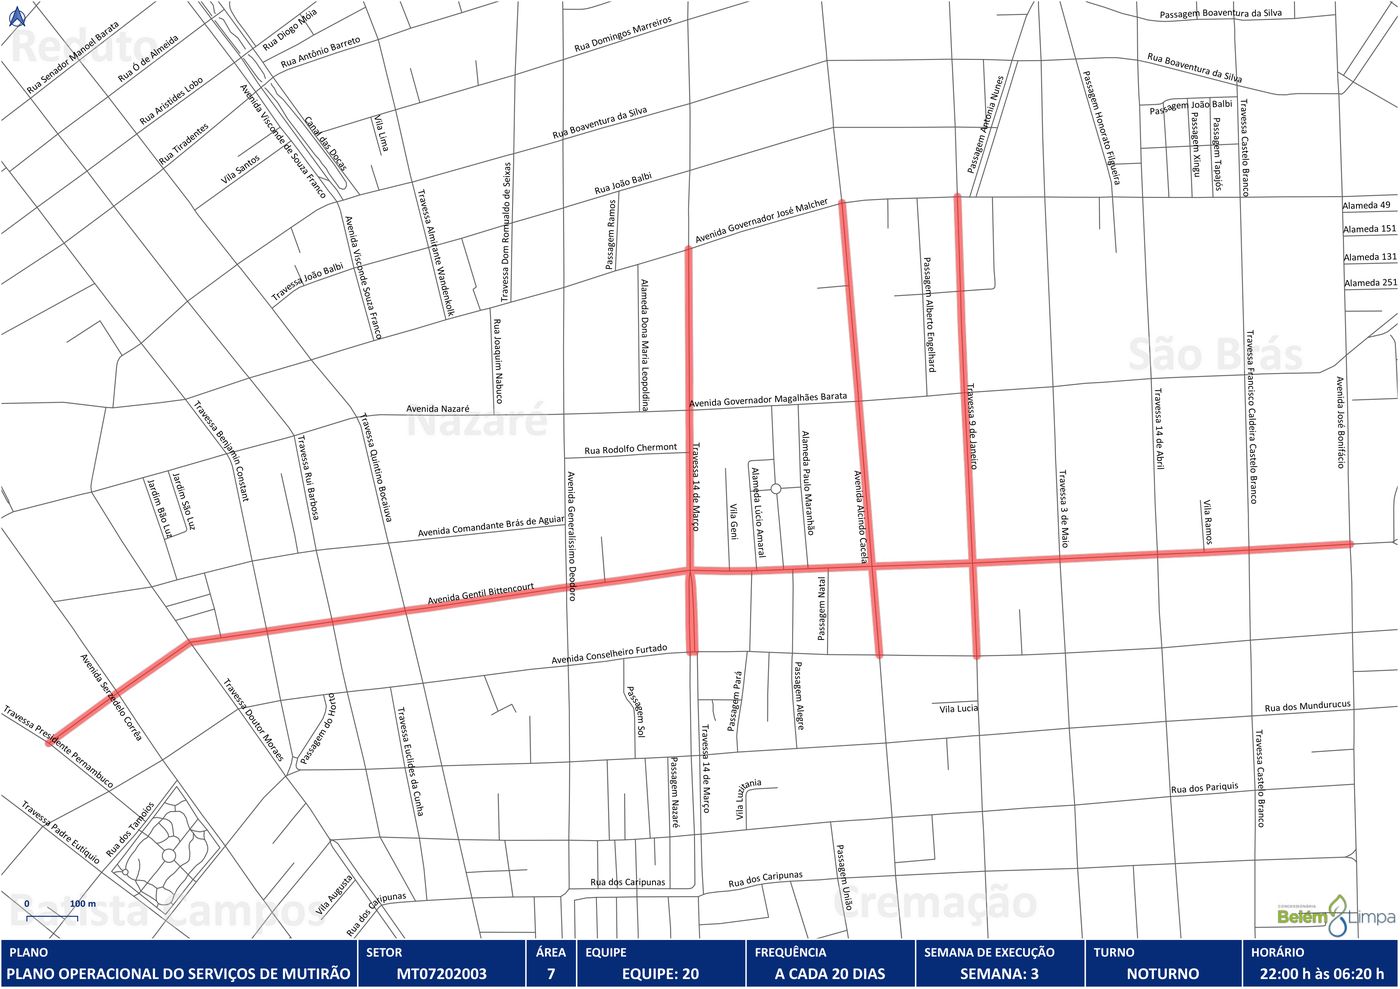 Reduto
Rua Senador Manoel Barata
Rua Ó de Almeida
Rua Aristides Lobo
Rua Tiradentes
Vila Santos
Rua Diogo Móia
Rua Antônio Barreto
Avenida Visconde de Souza Franco
Canal das Docas
Vila Lima
Rua Domingos Marreiros
Rua Boaventura da Silva
Rua João Balbi
Passagem Antonia Nunes
Passagem Honorato Filgueira
Passagem Boaventura da Silva
Rua Boaventura da Silva
Passagem João Balbi
Passagem Xingu
Passagem Tapajós
Travessa Castelo Branco
Alameda 49
Alameda 151
Alameda 131
Alameda 251
Travessa João Balbi
Avenida Visconde Souza Franco
Travessa Almirante Wandenkolk
Travessa Dom Romualdo de Seixas
Passagem Ramos
Avenida Governador José Malcher
Rua Joaquim Nabuco
Alameda Dona Maria Leopoldina
Passagem Alberto Engelhard
São Brás
Nazaré
Avenida Nazaré
Avenida Governador Magalhães Barata
Travessa Benjamin Constant
Travessa Rui Barbosa
Travessa Quintino Bocaiuva
Jardim Bão Luz
Jardim São Luz
Rua Rodolfo Chermont
Travessa 14 de Março
Vila Geni
Alameda Lúcio Amaral
Alameda Paulo Maranhão
Avenida Alcindo Cacela
Travessa 9 de Janeiro
Travessa 3 de Maio
Travessa 14 de Abril
Vila Ramos
Travessa Francisco Caldeira Castelo Branco
Avenida José Bonifácio
Avenida Comandante Brás de Aguiar
Avenida Generalíssimo Deodoro
Avenida Gentil Bittencourt
Passagem Natal
Avenida Conselheiro Furtado
Avenida Serzedelo Corrêa
Travessa Presidente Pernambuco
Travessa Doutor Moraes
Passagem do Horto
Travessa Euclides da Cunha
Passagem Sol
Passagem Pará
Passagem Alegre
Vila Lucia
Rua dos Mundurucus
Travessa 14 de Março
Passagem Nazaré
Vila Luzitania
Rua dos Pariquis
Travessa Castelo Branco
Travessa Padre Eutíquio
Rua dos Tamoios
Vila Augusta
Rua dos Caripunas
Rua dos Caripunas
Rua dos Caripunas
Passagem União
Batista Campos
Cremação
0 100 m
CONCESSIONÁRIA
Belém Limpa
PLANO
PLANO OPERACIONAL DO SERVIÇOS DE MUTIRÃO
SETOR
MT07202003
ÁREA
7
EQUIPE
EQUIPE: 20
FREQUÊNCIA
A CADA 20 DIAS
SEMANA DE EXECUÇÃO
SEMANA: 3
TURNO
NOTURNO
HORÁRIO
22:00 h às 06:20 h